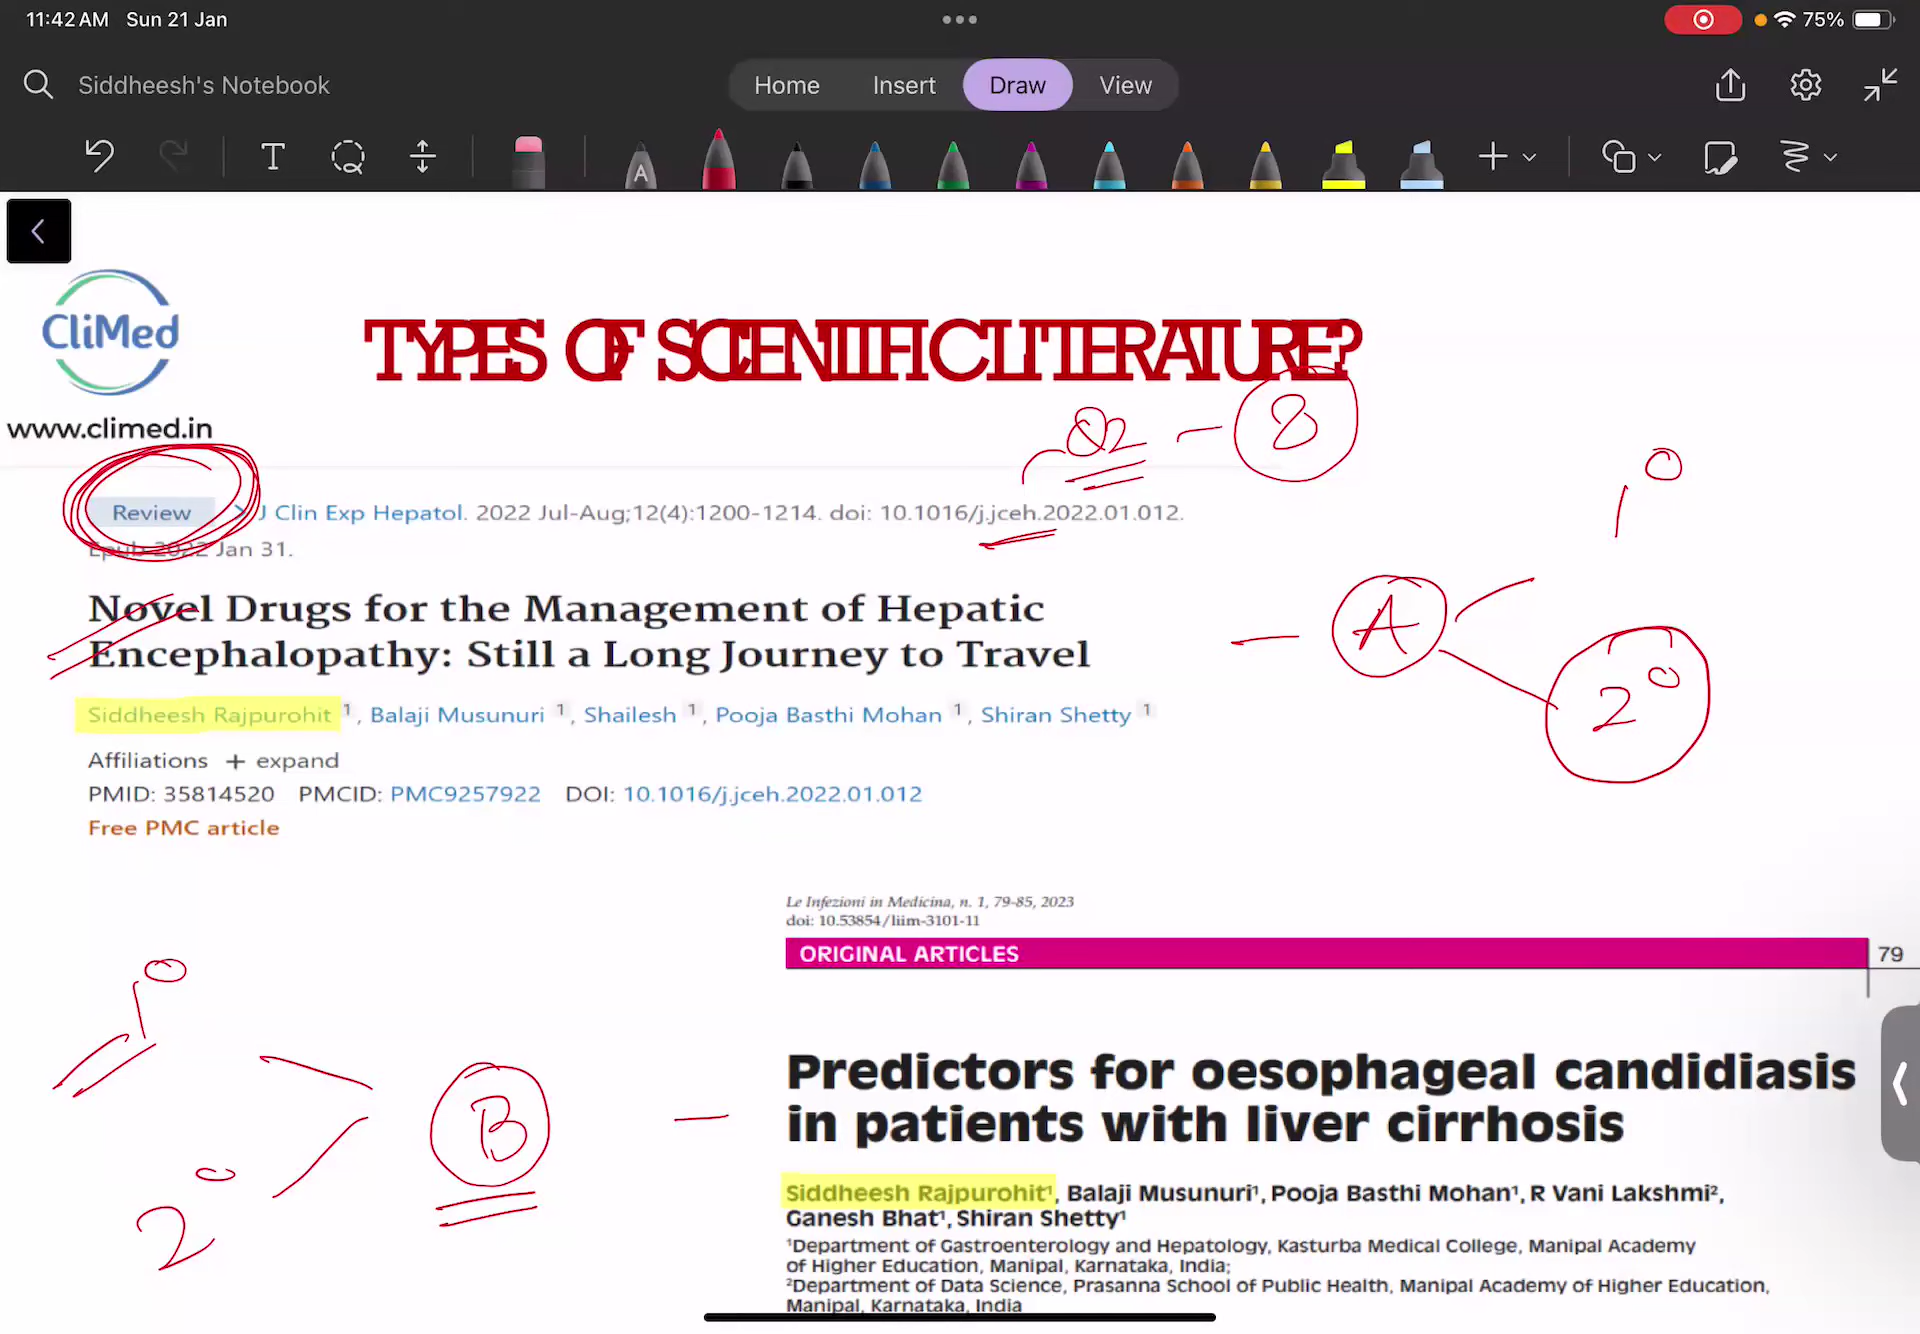 11:42 AM Sun 21 Jan
75%
Siddheesh's Notebook
Home Insert Draw View
T
A
CliMed
www.climed.in
TYPES OF SCIENTIFIC LITERATURE?
Q2 - 8
1°
Review J Clin Exp Hepatol. 2022 Jul-Aug;12(4):1200-1214. doi: 10.1016/j.jceh.2022.01.012.
Epub 2022 Jan 31.
Novel Drugs for the Management of Hepatic
Encephalopathy: Still a Long Journey to Travel
- A
2°
Siddheesh Rajpurohit 1, Balaji Musunuri 1, Shailesh 1, Pooja Basthi Mohan 1, Shiran Shetty 1
Affiliations + expand
PMID: 35814520 PMCID: PMC9257922 DOI: 10.1016/j.jceh.2022.01.012
Free PMC article
Le Infezioni in Medicina, n. 1, 79-85, 2023
doi: 10.53854/liim-3101-11
ORIGINAL ARTICLES 79
1°
B -
2°
Predictors for oesophageal candidiasis
in patients with liver cirrhosis
Siddheesh Rajpurohit¹, Balaji Musunuri¹, Pooja Basthi Mohan¹, R Vani Lakshmi²,
Ganesh Bhat¹, Shiran Shetty¹
¹Department of Gastroenterology and Hepatology, Kasturba Medical College, Manipal Academy
of Higher Education, Manipal, Karnataka, India;
²Department of Data Science, Prasanna School of Public Health, Manipal Academy of Higher Education,
Manipal, Karnataka, India